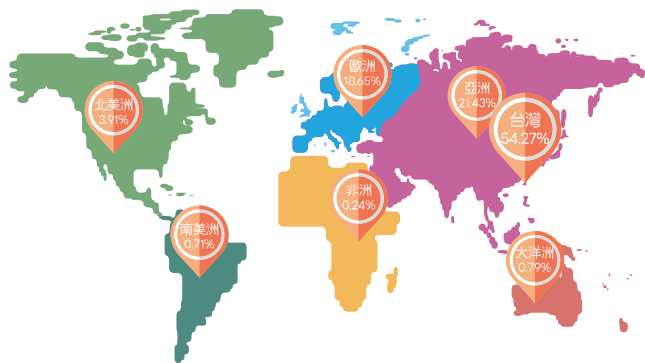 歐洲
18.65%
亞洲
21.43%
北美洲
3.91%
台灣
54.27%
非洲
0.24%
南美洲
0.71%
大洋洲
0.79%